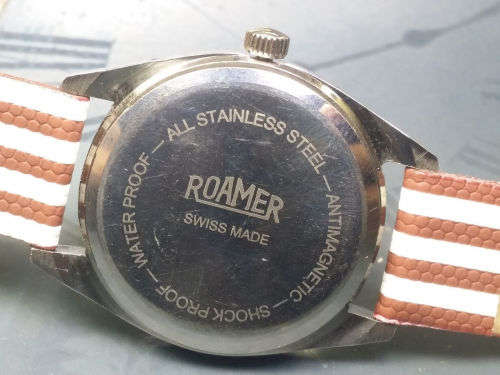 ROAMER
SWISS MADE
WATER PROOF — ALL STAINLESS STEEL — ANTIMAGNETIC — SHOCK PROOF —